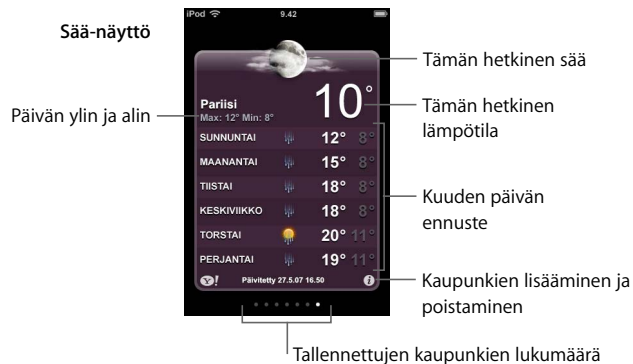 Sää-näyttö
iPod 9.42
Tämän hetkinen sää
Pariisi 10°
Max: 12° Min: 8°
Päivän ylin ja alin
Tämän hetkinen
lämpötila
SUNNUNTAI 12° 8°
MAANANTAI 15° 8°
TIISTAI 18° 8°
KESKIVIIKKO 18° 8°
TORSTAI 20° 11°
PERJANTAI 19° 11°
Kuuden päivän
ennuste
Y! Päivitetty 27.5.07 16.50 i
Kaupunkien lisääminen ja
poistaminen
Tallennettujen kaupunkien lukumäärä